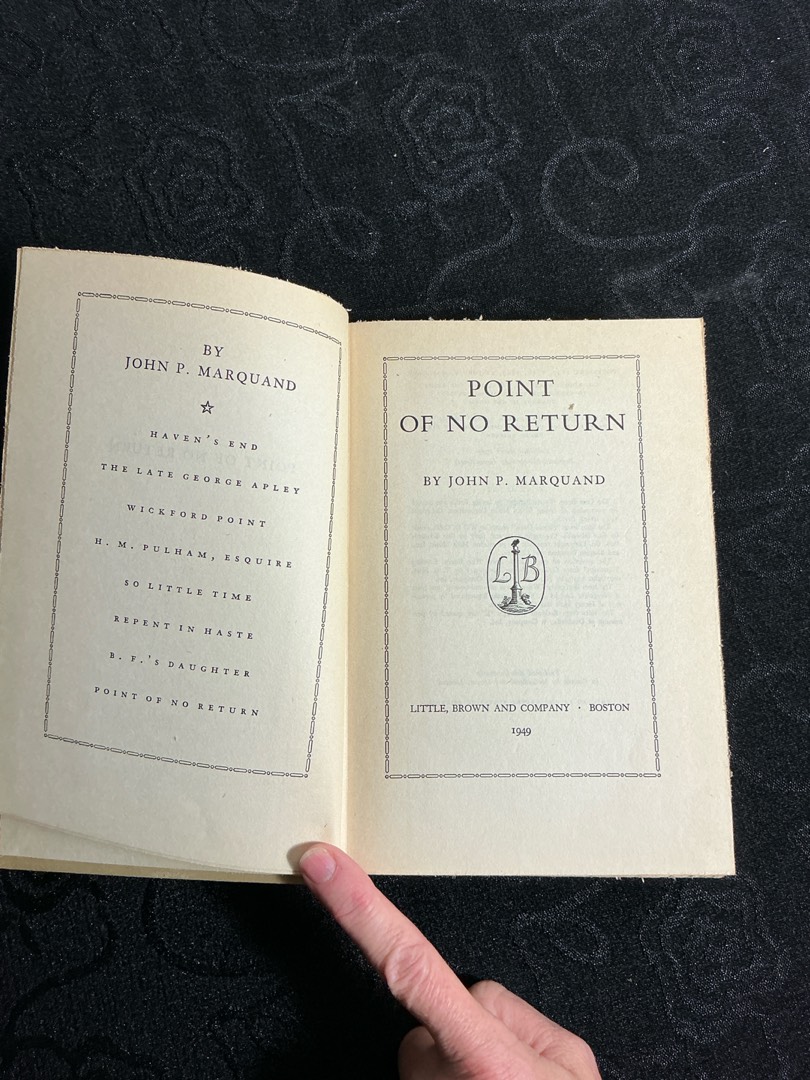 BY
JOHN P. MARQUAND
HAVEN'S END
THE LATE GEORGE APLEY
WICKFORD POINT
H. M. PULHAM, ESQUIRE
SO LITTLE TIME
REPENT IN HASTE
B. F.'S DAUGHTER
POINT OF NO RETURN
POINT
OF NO RETURN
BY JOHN P. MARQUAND
L B
LITTLE, BROWN AND COMPANY · BOSTON
1949